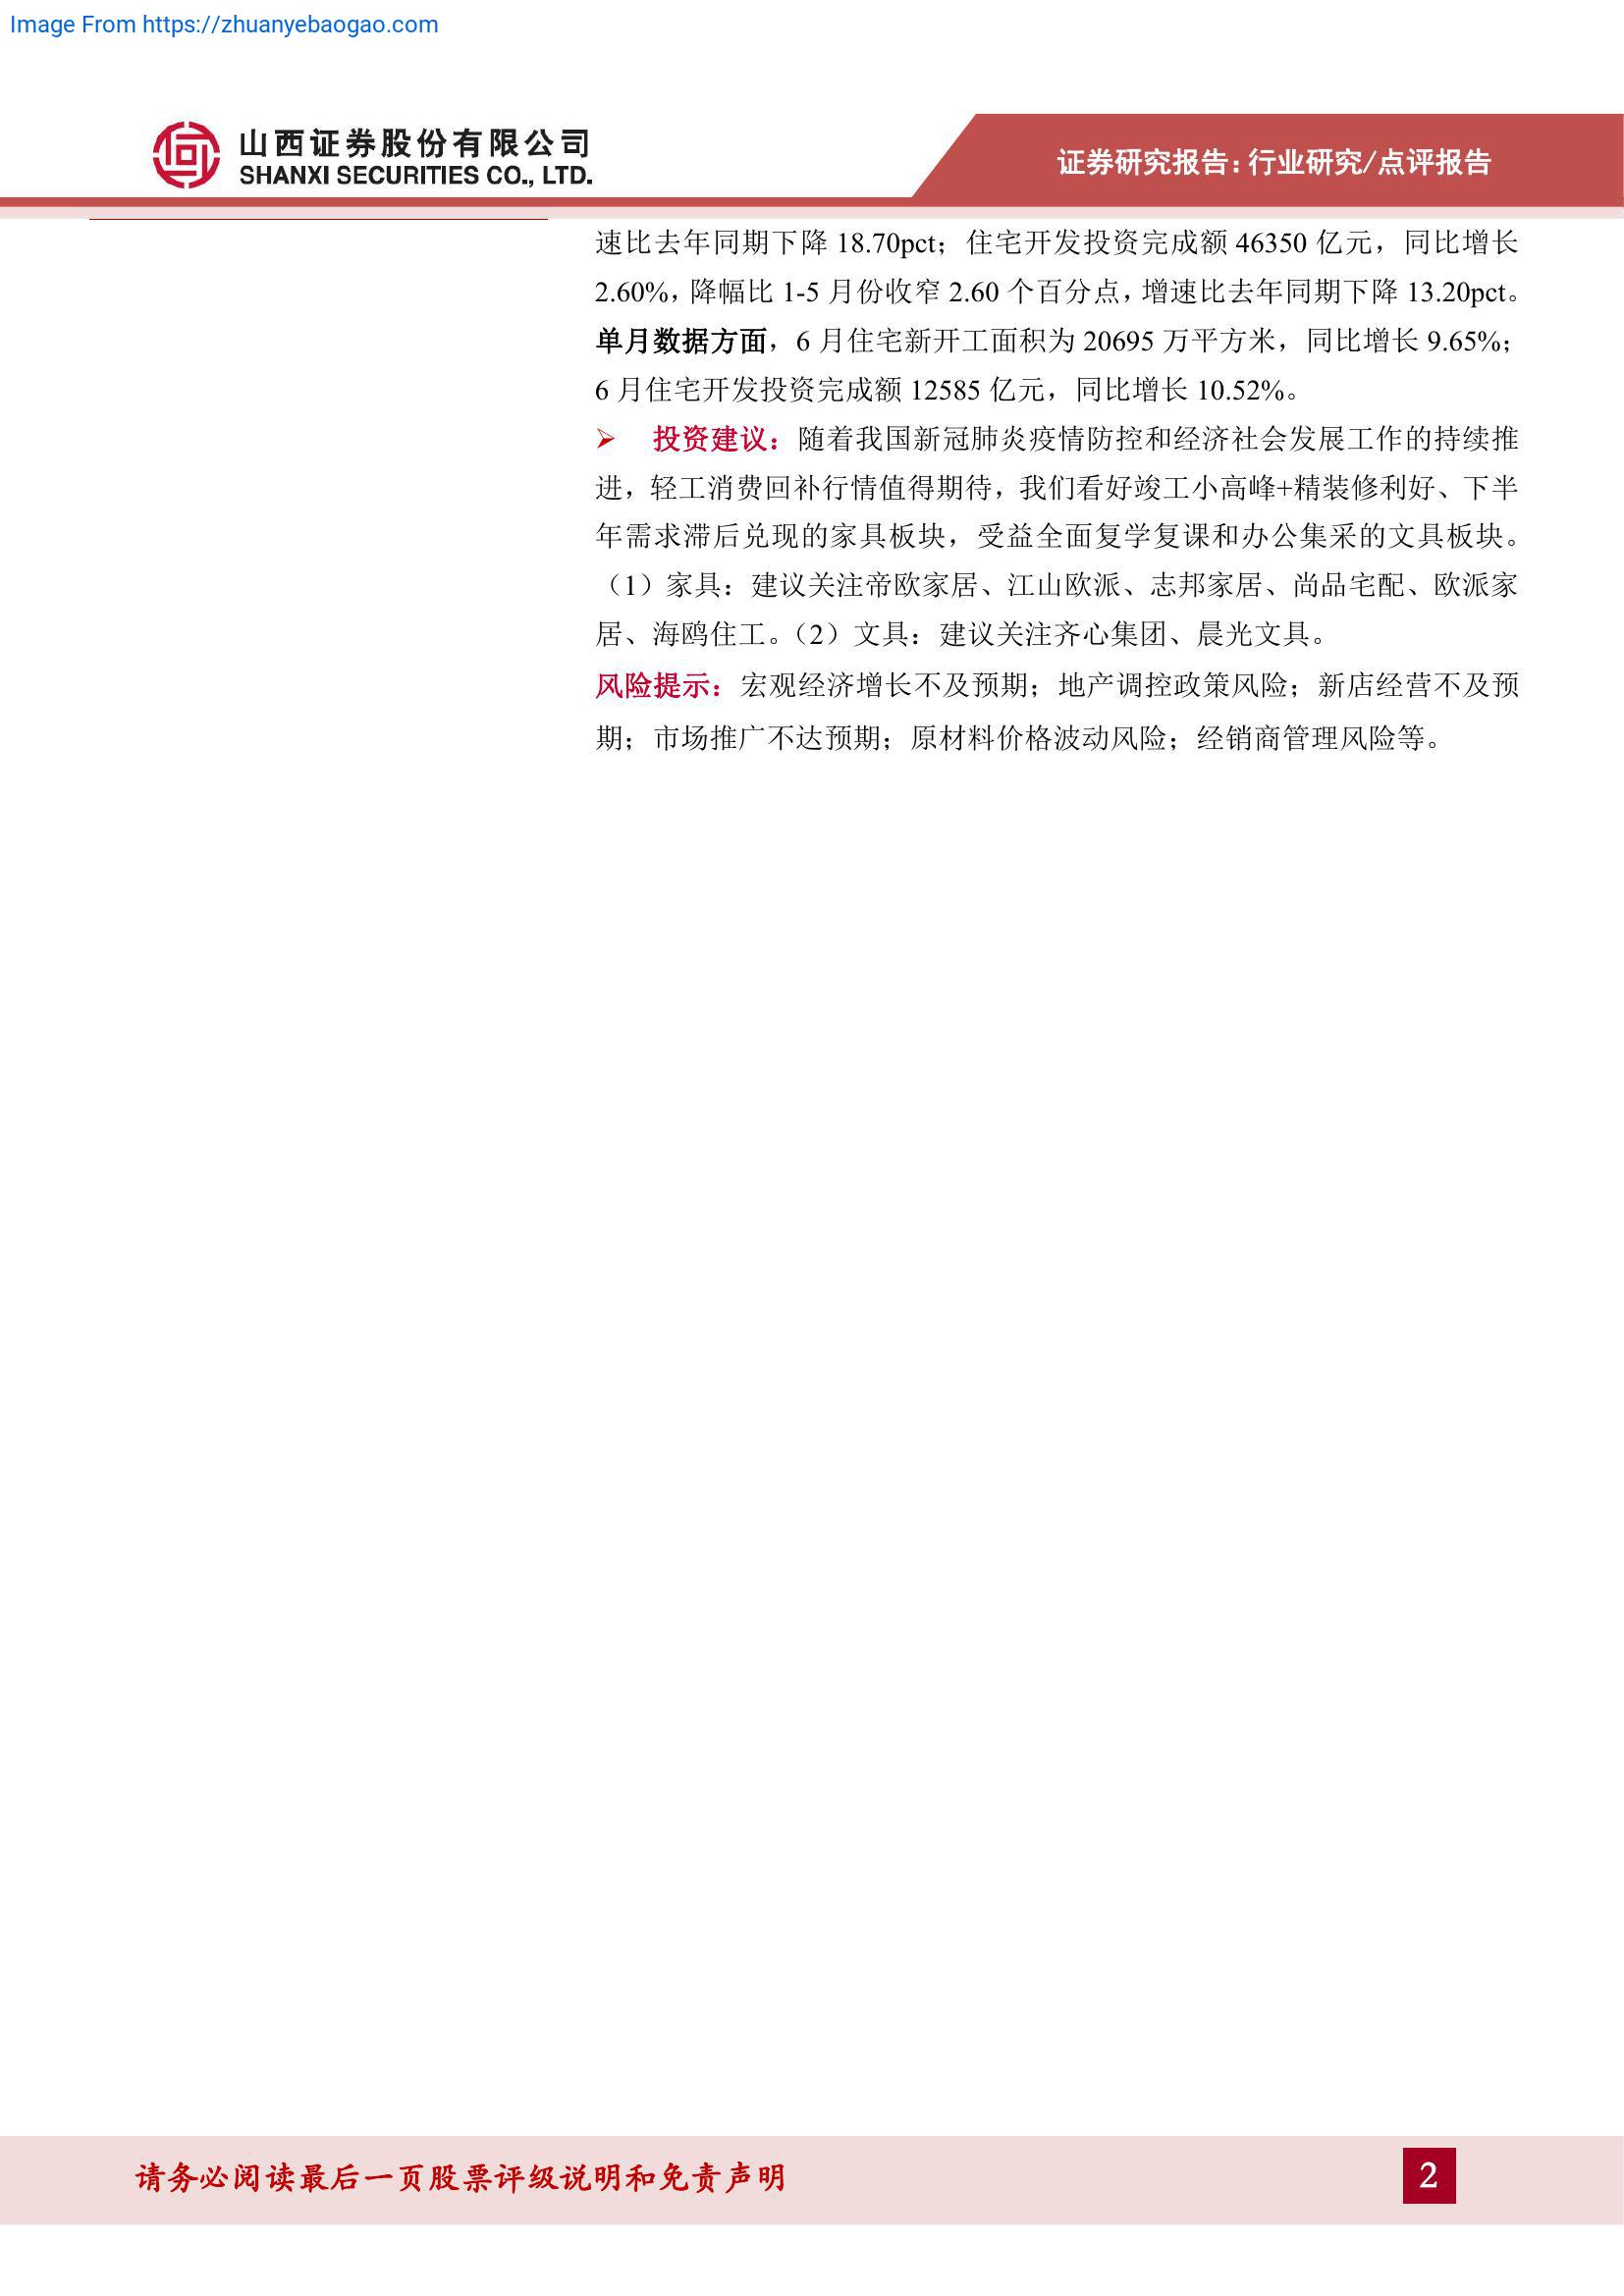 Image From https://zhuanyebaogao.com
山西证券股份有限公司
SHANXI SECURITIES CO., LTD.
证券研究报告：行业研究/点评报告
速比去年同期下降 18.70pct；住宅开发投资完成额 46350 亿元，同比增长
2.60%，降幅比 1-5 月份收窄 2.60 个百分点，增速比去年同期下降 13.20pct。
单月数据方面，6 月住宅新开工面积为 20695 万平方米，同比增长 9.65%；
6 月住宅开发投资完成额 12585 亿元，同比增长 10.52%。
➢ 投资建议：随着我国新冠肺炎疫情防控和经济社会发展工作的持续推
进，轻工消费回补行情值得期待，我们看好竣工小高峰+精装修利好、下半
年需求滞后兑现的家具板块，受益全面复学复课和办公集采的文具板块。
（1）家具：建议关注帝欧家居、江山欧派、志邦家居、尚品宅配、欧派家
居、海鸥住工。（2）文具：建议关注齐心集团、晨光文具。
风险提示：宏观经济增长不及预期；地产调控政策风险；新店经营不及预
期；市场推广不达预期；原材料价格波动风险；经销商管理风险等。
请务必阅读最后一页股票评级说明和免责声明
2